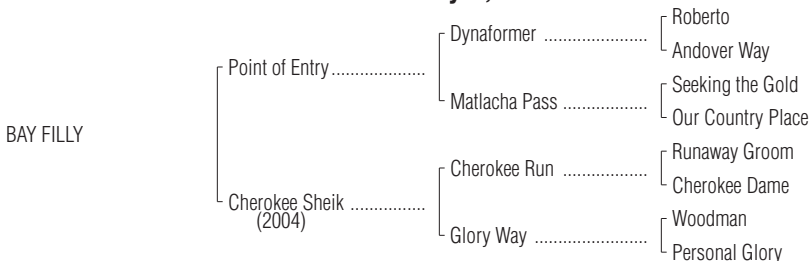 Roberto
Dynaformer ........................
Andover Way
Point of Entry....................
Seeking the Gold
Matlacha Pass ...................
Our Country Place
BAY FILLY
Runaway Groom
Cherokee Run ...................
Cherokee Dame
Cherokee Sheik ................
(2004)
Woodman
Glory Way .........................
Personal Glory